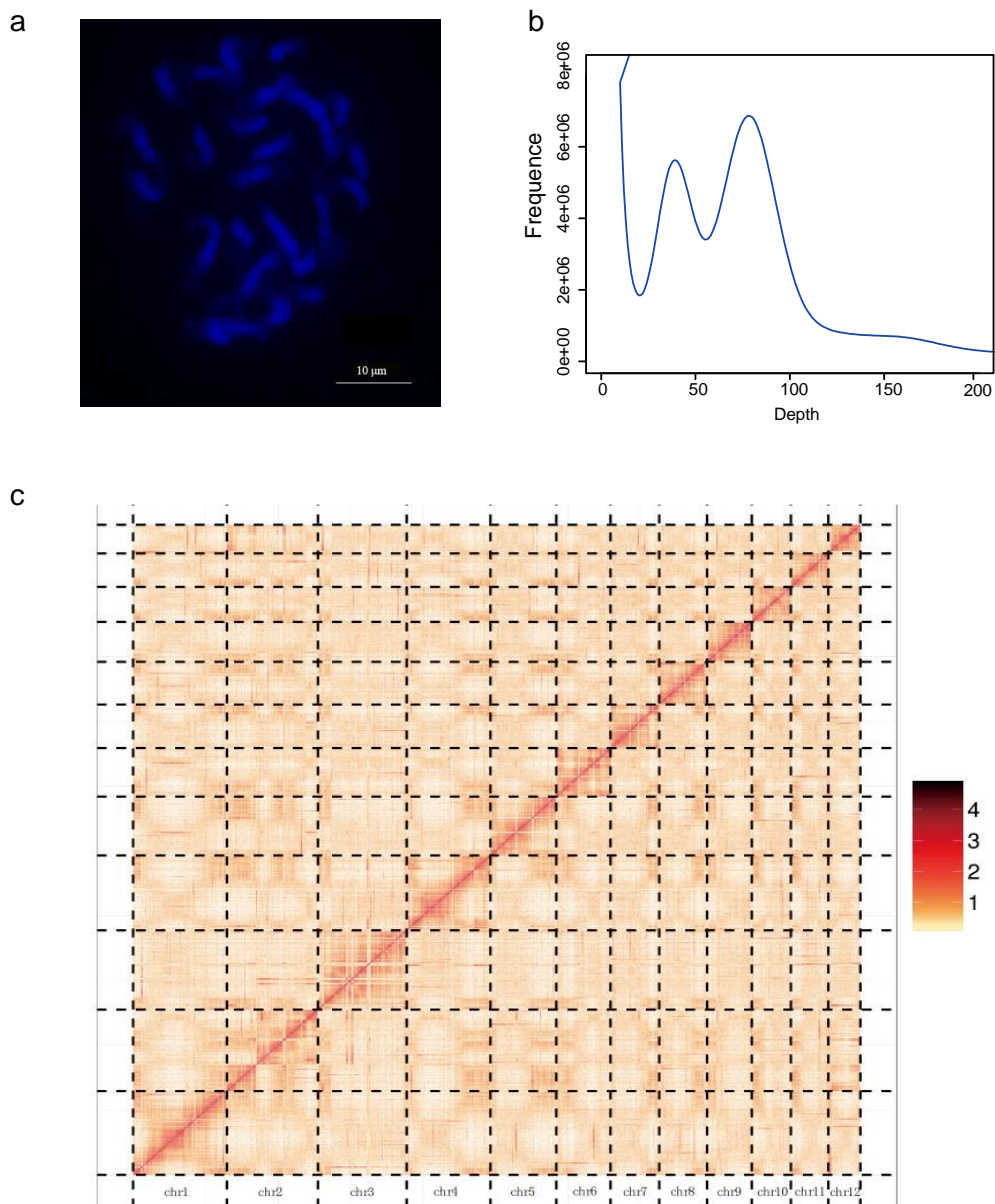 a
10 μm
b
Frequence
8e+06
6e+06
4e+06
2e+06
0e+00
0 50 100 150 200
Depth
c
4
3
2
1
chr1 chr2 chr3 chr4 chr5 chr6 chr7 chr8 chr9 chr10 chr11 chr12